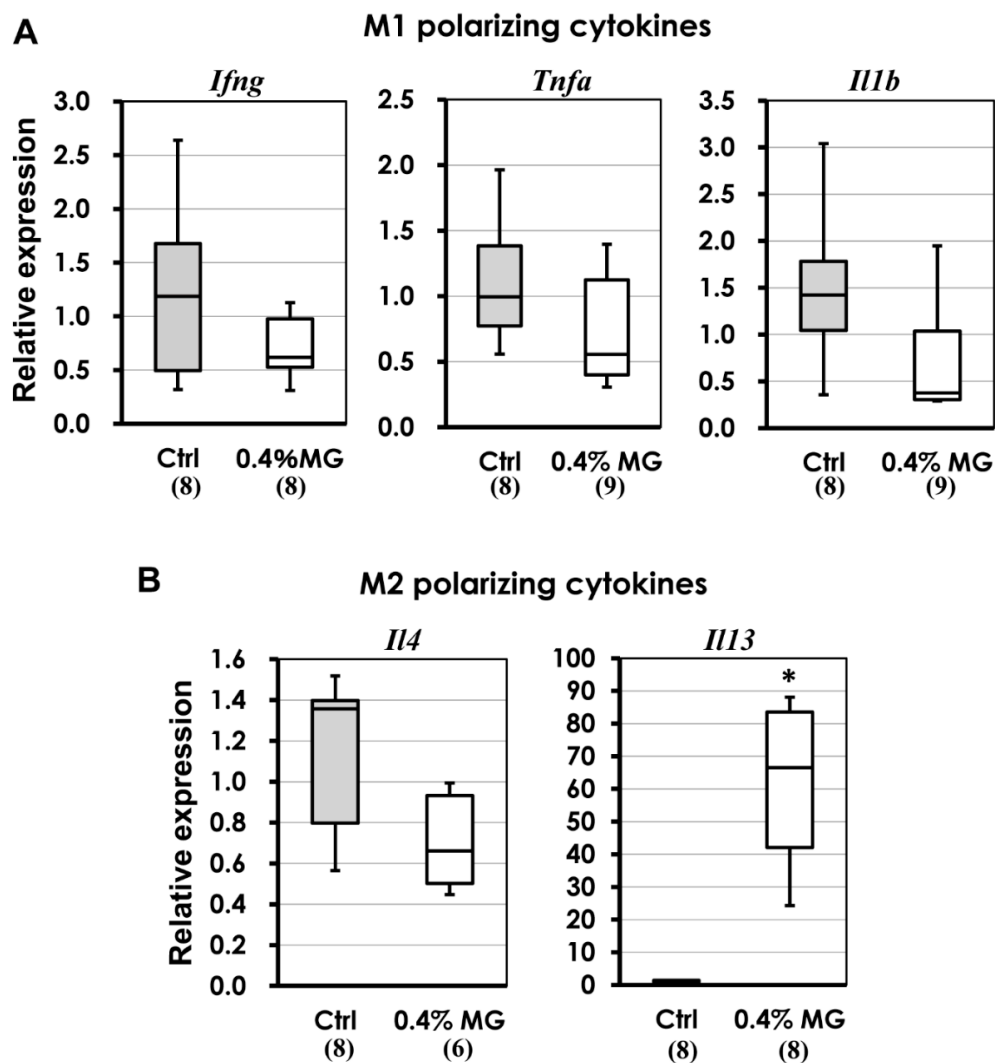 A
M1 polarizing cytokines
Ifng
Tnfa
Il1b
Relative expression
3.0
2.5
2.0
1.5
1.0
0.5
0.0
2.5
2.0
1.5
1.0
0.5
0.0
3.5
3.0
2.5
2.0
1.5
1.0
0.5
0.0
Ctrl 0.4%MG
(8) (8)
Ctrl 0.4% MG
(8) (9)
Ctrl 0.4% MG
(8) (9)
B
M2 polarizing cytokines
Il4
Il13
Relative expression
1.6
1.4
1.2
1.0
0.8
0.6
0.4
0.2
0.0
100
90
80
70
60
50
40
30
20
10
0
*
Ctrl 0.4% MG
(8) (6)
Ctrl 0.4% MG
(8) (8)